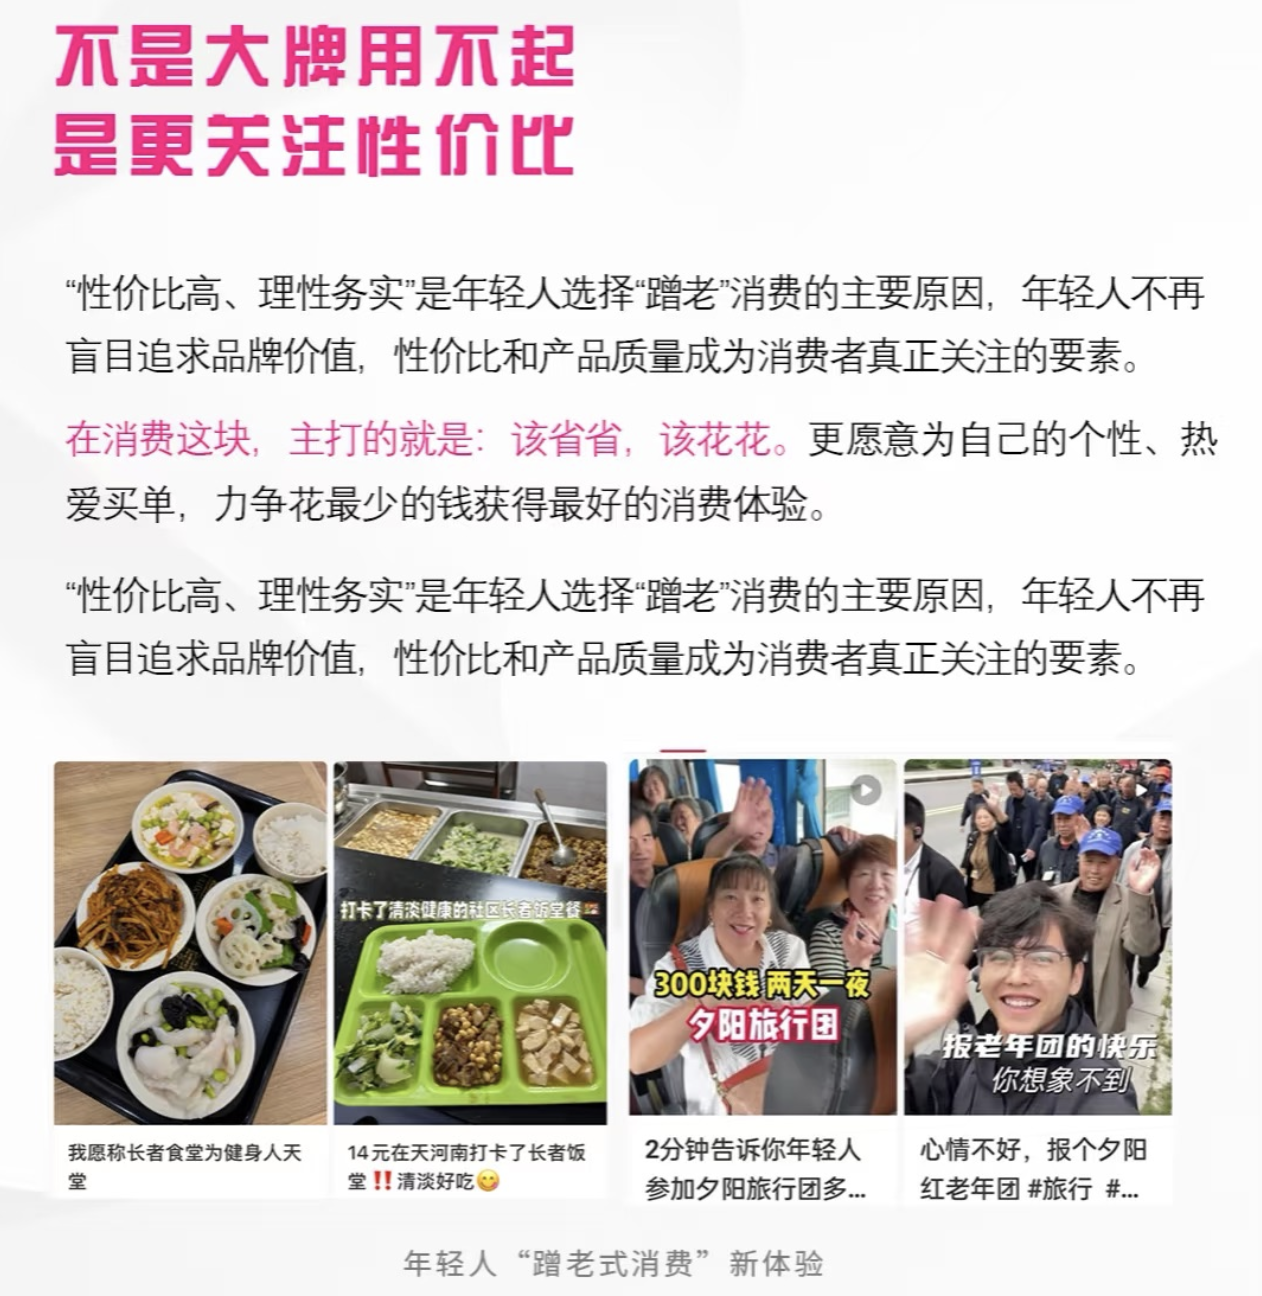 不是大牌用不起
是更关注性价比
“性价比高、理性务实”是年轻人选择“蹭老”消费的主要原因，年轻人不再
盲目追求品牌价值，性价比和产品质量成为消费者真正关注的要素。
在消费这块，主打的就是：该省省，该花花。更愿意为自己的个性、热
爱买单，力争花最少的钱获得最好的消费体验。
“性价比高、理性务实”是年轻人选择“蹭老”消费的主要原因，年轻人不再
盲目追求品牌价值，性价比和产品质量成为消费者真正关注的要素。
打卡了清淡健康的社区长者饭堂餐🍱
300块钱 两天一夜
夕阳旅行团
报老年团的快乐
你想象不到
我愿称长者食堂为健身人天
堂
14元在天河南打卡了长者饭
堂‼️清淡好吃😋
2分钟告诉你年轻人
参加夕阳旅行团多...
心情不好，报个夕阳
红老年团 #旅行 #...
年轻人“蹭老式消费”新体验